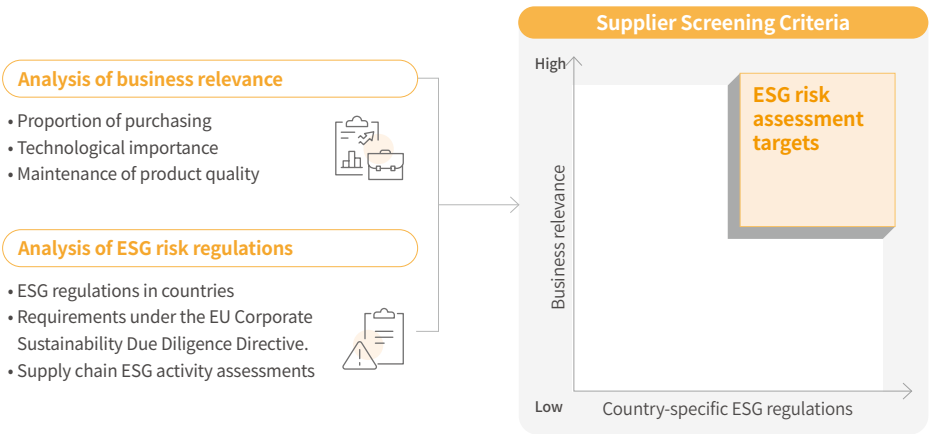 Analysis of business relevance
• Proportion of purchasing
• Technological importance
• Maintenance of product quality
Analysis of ESG risk regulations
• ESG regulations in countries
• Requirements under the EU Corporate
Sustainability Due Diligence Directive.
• Supply chain ESG activity assessments
Supplier Screening Criteria
High
ESG risk
assessment
targets
Business relevance
Low
Country-specific ESG regulations